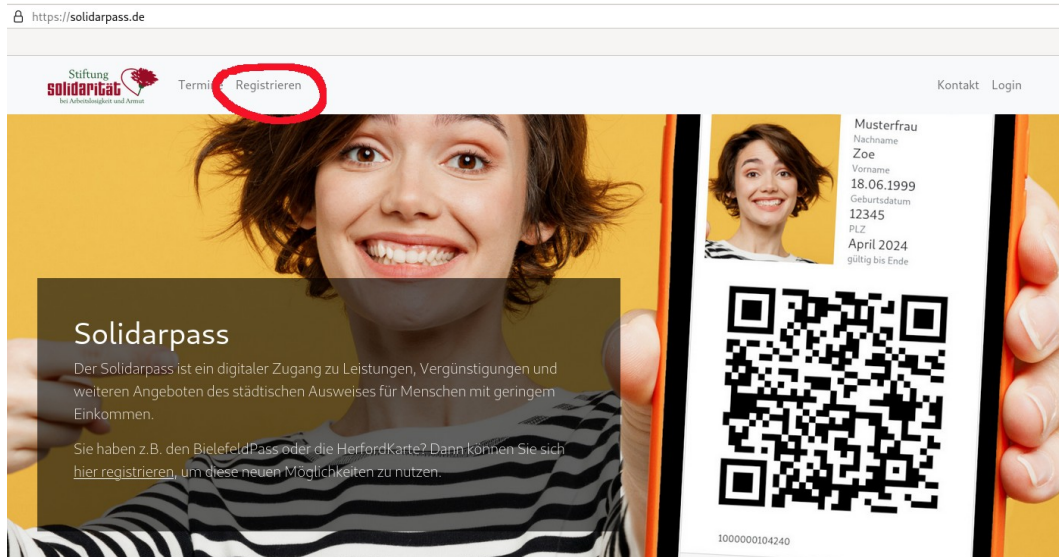 https://solidarpass.de
Stiftung
solidarität
bei Arbeitslosigkeit und Armut
Termine Registrieren
Kontakt Login
Musterfrau
Nachname
Zoe
Vorname
18.06.1999
Geburtsdatum
12345
PLZ
April 2024
gültig bis Ende
Solidarpass
Der Solidarpass ist ein digitaler Zugang zu Leistungen, Vergünstigungen und
weiteren Angeboten des städtischen Ausweises für Menschen mit geringem
Einkommen.
Sie haben z.B. den BielefeldPass oder die HerfordKarte? Dann können Sie sich
hier registrieren, um diese neuen Möglichkeiten zu nutzen.
1000000104240